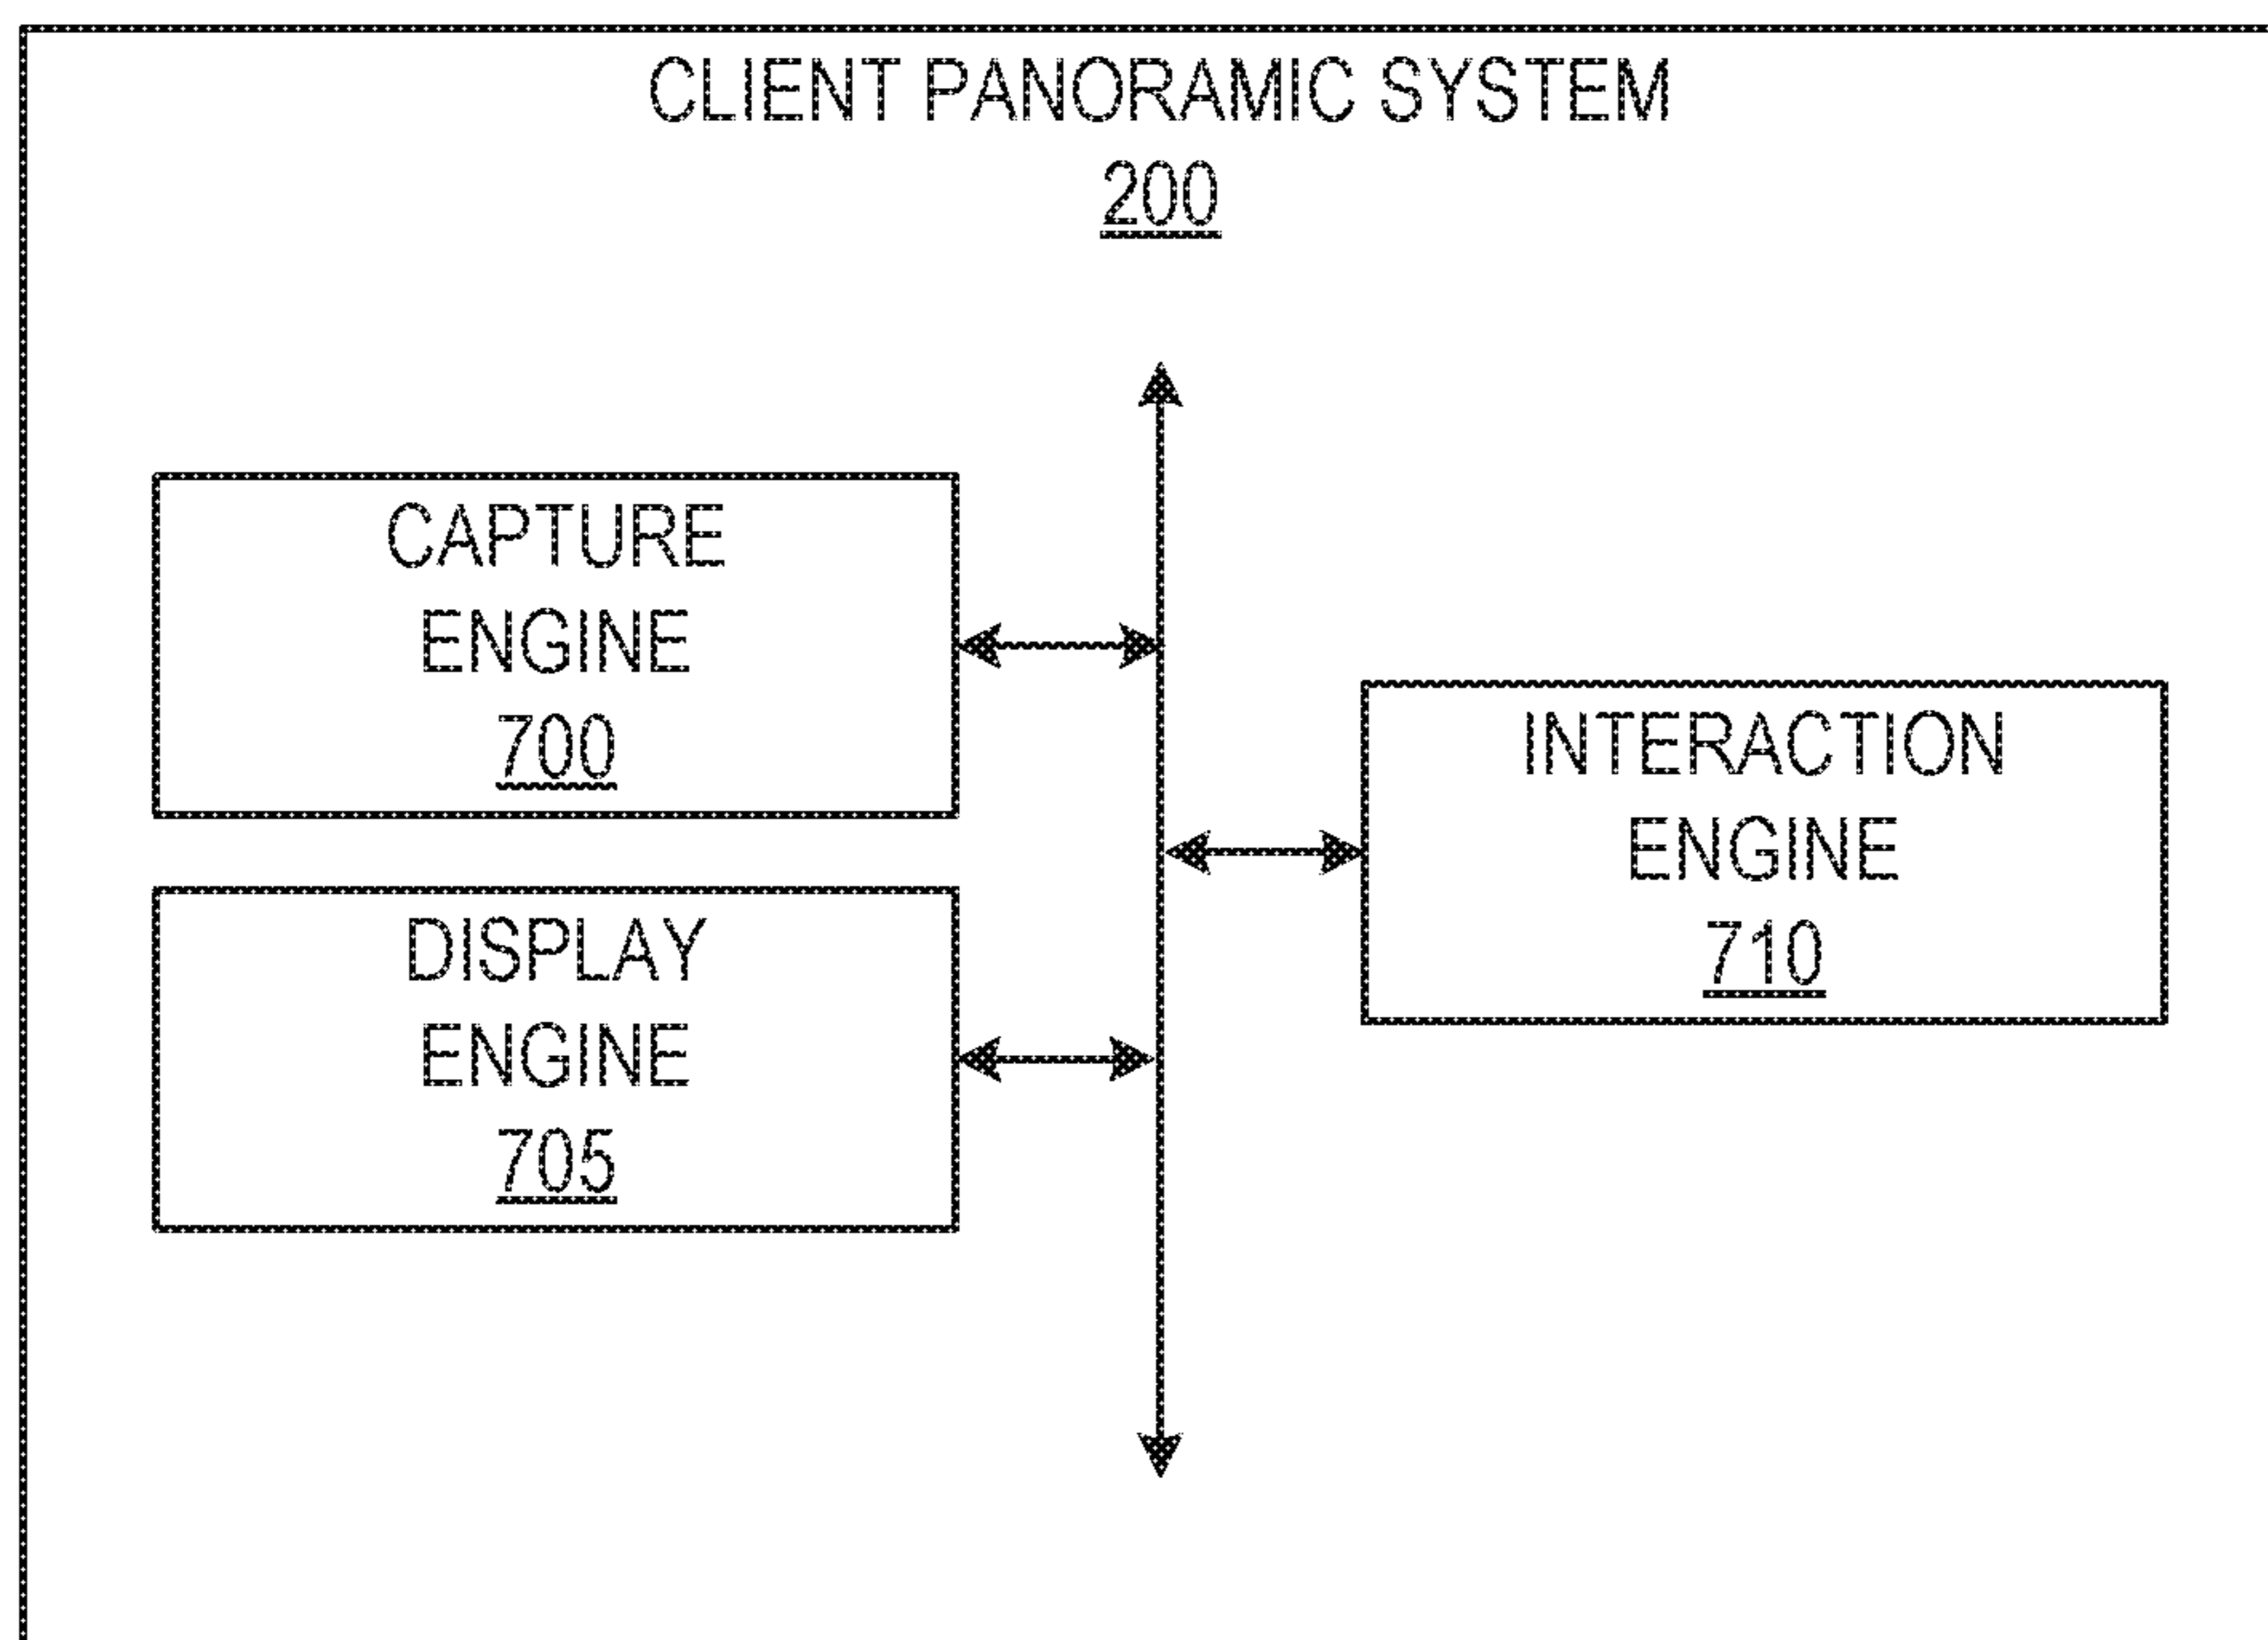 CLIENT PANORAMIC SYSTEM
200
CAPTURE
ENGINE
700
DISPLAY
ENGINE
705
INTERACTION
ENGINE
710